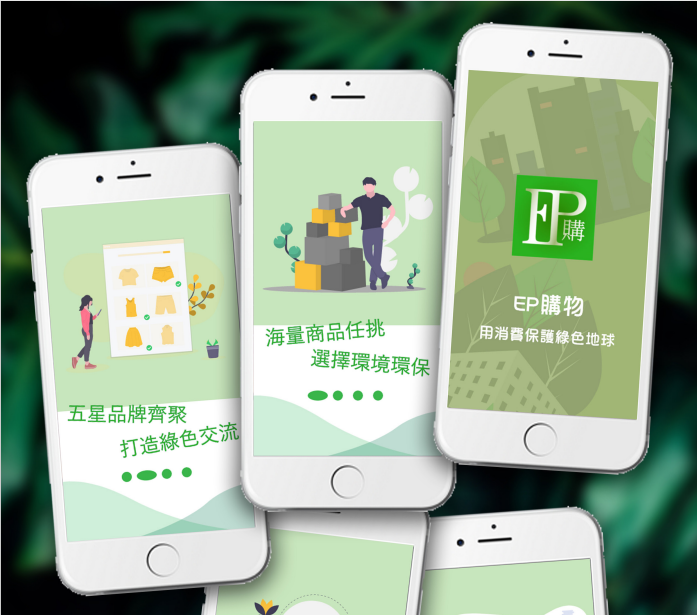 五星品牌齊聚
打造綠色交流
海量商品任挑
選擇環境環保
EP購
EP購物
用消費保護綠色地球